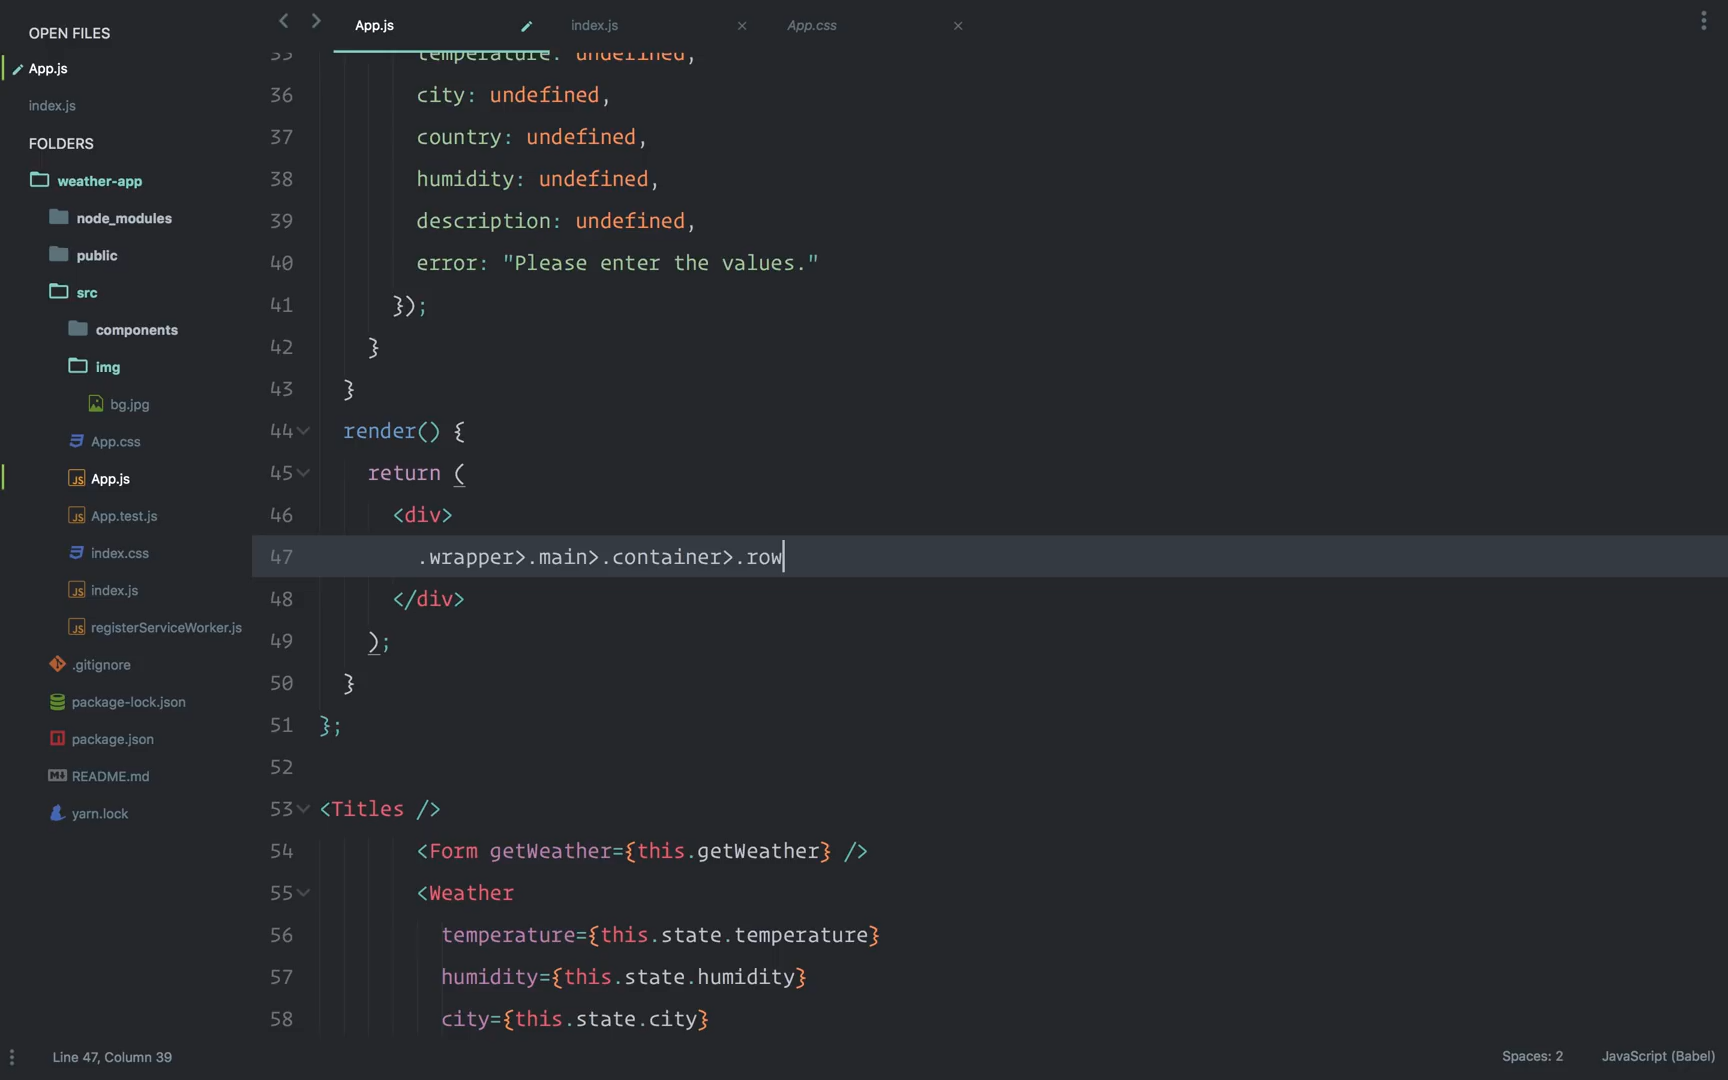 OPEN FILES
App.js
index.js
FOLDERS
weather-app
node_modules
public
src
components
img
bg.jpg
App.css
App.js
App.test.js
index.css
index.js
registerServiceWorker.js
.gitignore
package-lock.json
package.json
README.md
yarn.lock
App.js index.js App.css
35 temperature: undefined,
36 city: undefined,
37 country: undefined,
38 humidity: undefined,
39 description: undefined,
40 error: "Please enter the values."
41 });
42 }
43 }
44 render() {
45 return (
46 <div>
47 .wrapper>.main>.container>.row
48 </div>
49 );
50 }
51 };
52
53 <Titles />
54 <Form getWeather={this.getWeather} />
55 <Weather
56 temperature={this.state.temperature}
57 humidity={this.state.humidity}
58 city={this.state.city}
Line 47, Column 39 Spaces: 2 JavaScript (Babel)